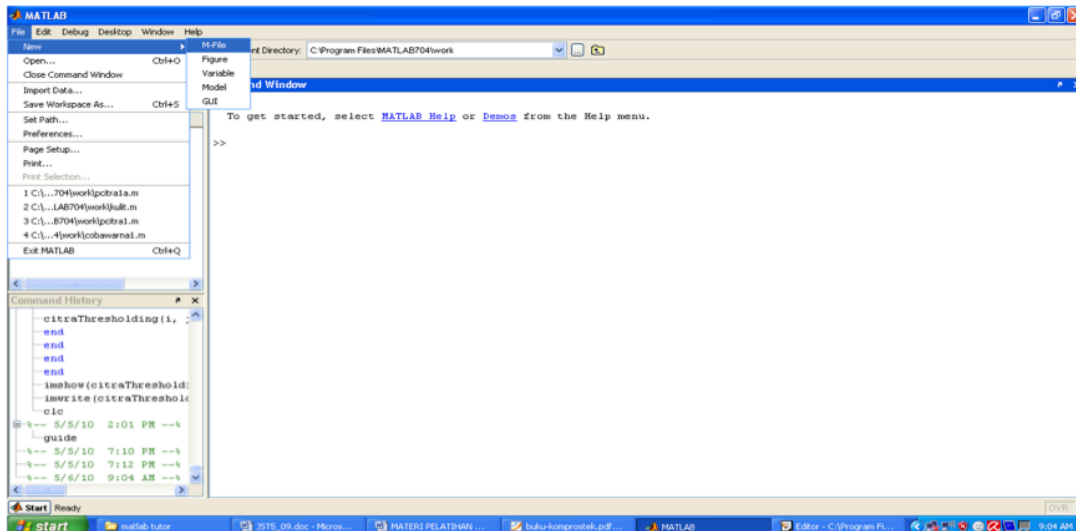 MATLAB
File Edit Debug Desktop Window Help
nt Directory: C:\Program Files\MATLAB704\work
New
Open... Ctrl+O
Close Command Window
Import Data...
Save Workspace As... Ctrl+S
Set Path...
Preferences...
Page Setup...
Print...
Print Selection...
1 C:\...704\work\pcitra1a.m
2 C:\...LAB704\work\kulit.m
3 C:\...B704\work\pcitra1.m
4 C:\...4\work\cobawarna1.m
Exit MATLAB Ctrl+Q
M-File
Figure
Variable
Model
GUI
nd Window
To get started, select MATLAB Help or Demos from the Help menu.
>>
Command History
citraThresholding(i,
end
end
end
end
imshow(citraThreshold
imwrite(citraThreshold
clc
%-- 5/5/10 2:01 PM --%
guide
%-- 5/5/10 7:10 PM --%
%-- 5/5/10 7:12 PM --%
%-- 5/6/10 9:04 AM --%
Start Ready
OVR
start
matlab tutor
JST5_09.doc - Micros...
MATERI PELATIHAN ...
buku-komprostek.pdf...
MATLAB
Editor - C:\Program Fi...
9:04 AM